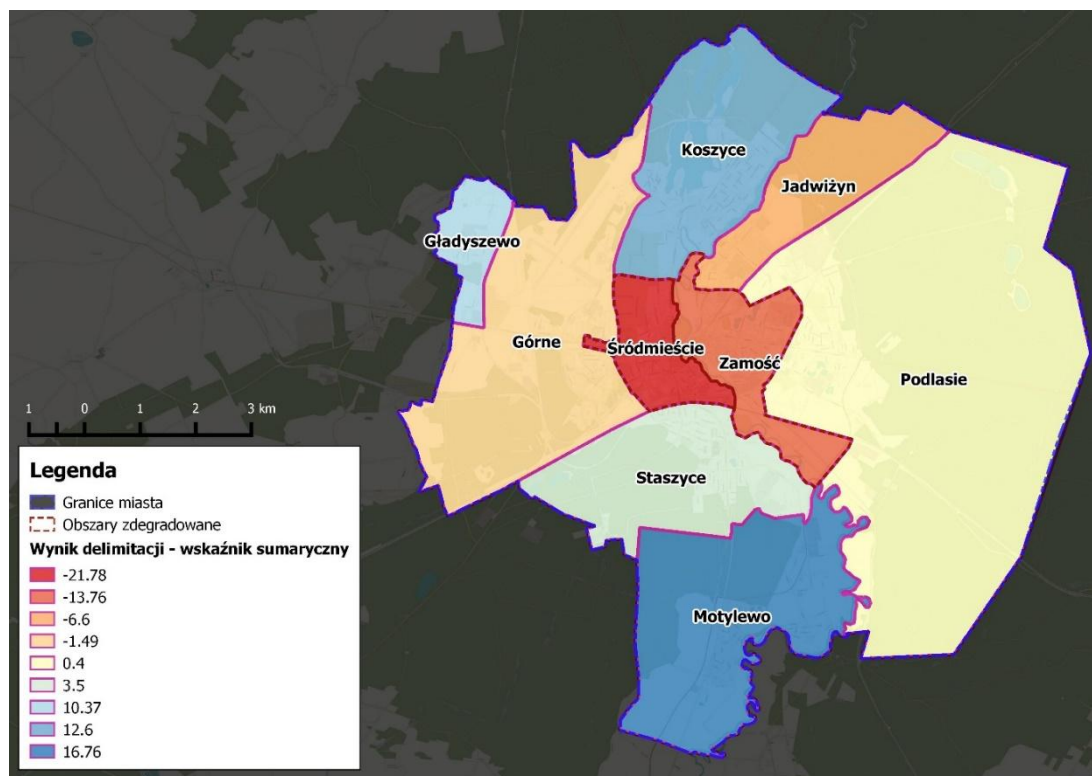 Koszyce
Jadwiżyn
Gładyszewo
Górne
Śródmieście
Zamość
Podlasie
1 0 1 2 3 km
Staszyce
Motylewo
Legenda
Granice miasta
Obszary zdegradowane
Wynik delimitacji - wskaźnik sumaryczny
-21.78
-13.76
-6.6
-1.49
0.4
3.5
10.37
12.6
16.76